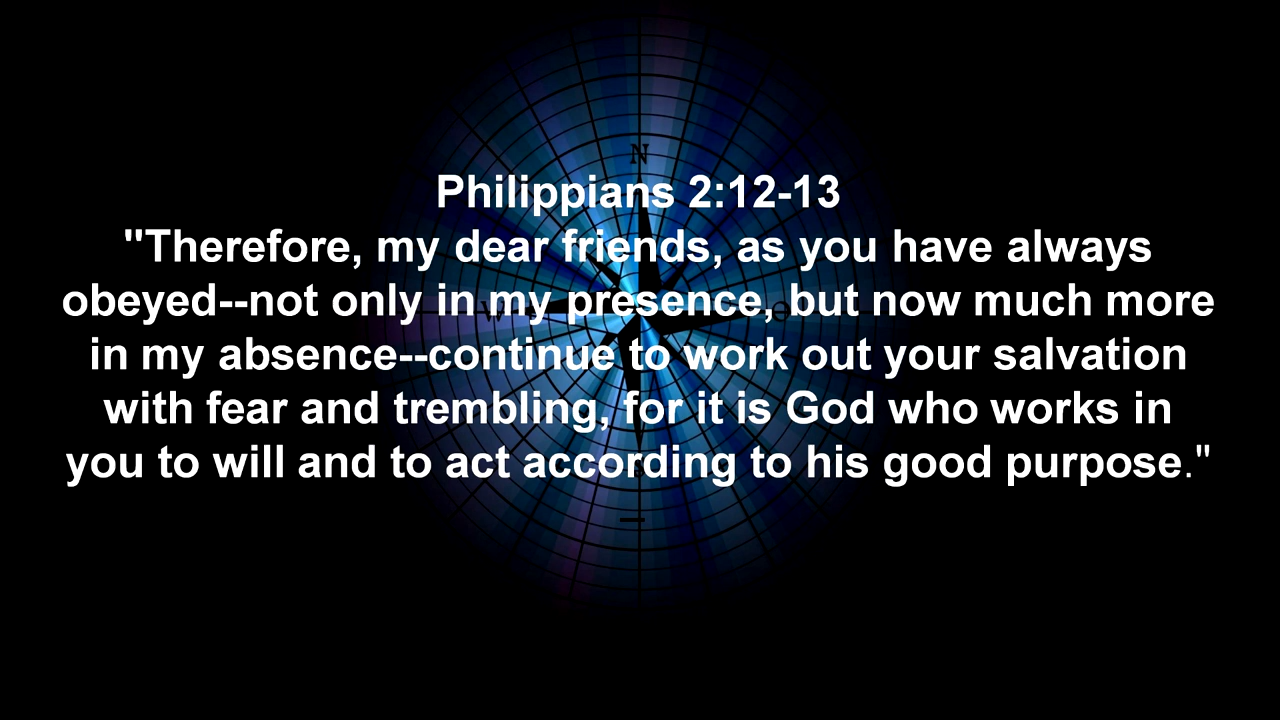 N
Philippians 2:12-13
"Therefore, my dear friends, as you have always
obeyed--not only in my presence, but now much more
in my absence--continue to work out your salvation
with fear and trembling, for it is God who works in
you to will and to act according to his good purpose."